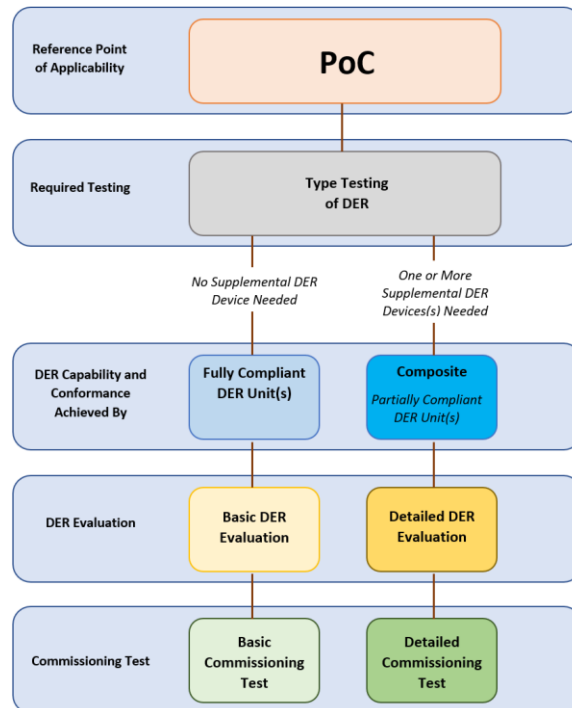 Reference Point
of Applicability
PoC
Required Testing
Type Testing
of DER
No Supplemental DER
Device Needed
One or More
Supplemental DER
Devices(s) Needed
DER Capability and
Conformance
Achieved By
Fully Compliant
DER Unit(s)
Composite
Partially Compliant
DER Unit(s)
DER Evaluation
Basic DER
Evaluation
Detailed DER
Evaluation
Commissioning Test
Basic
Commissioning
Test
Detailed
Commissioning
Test